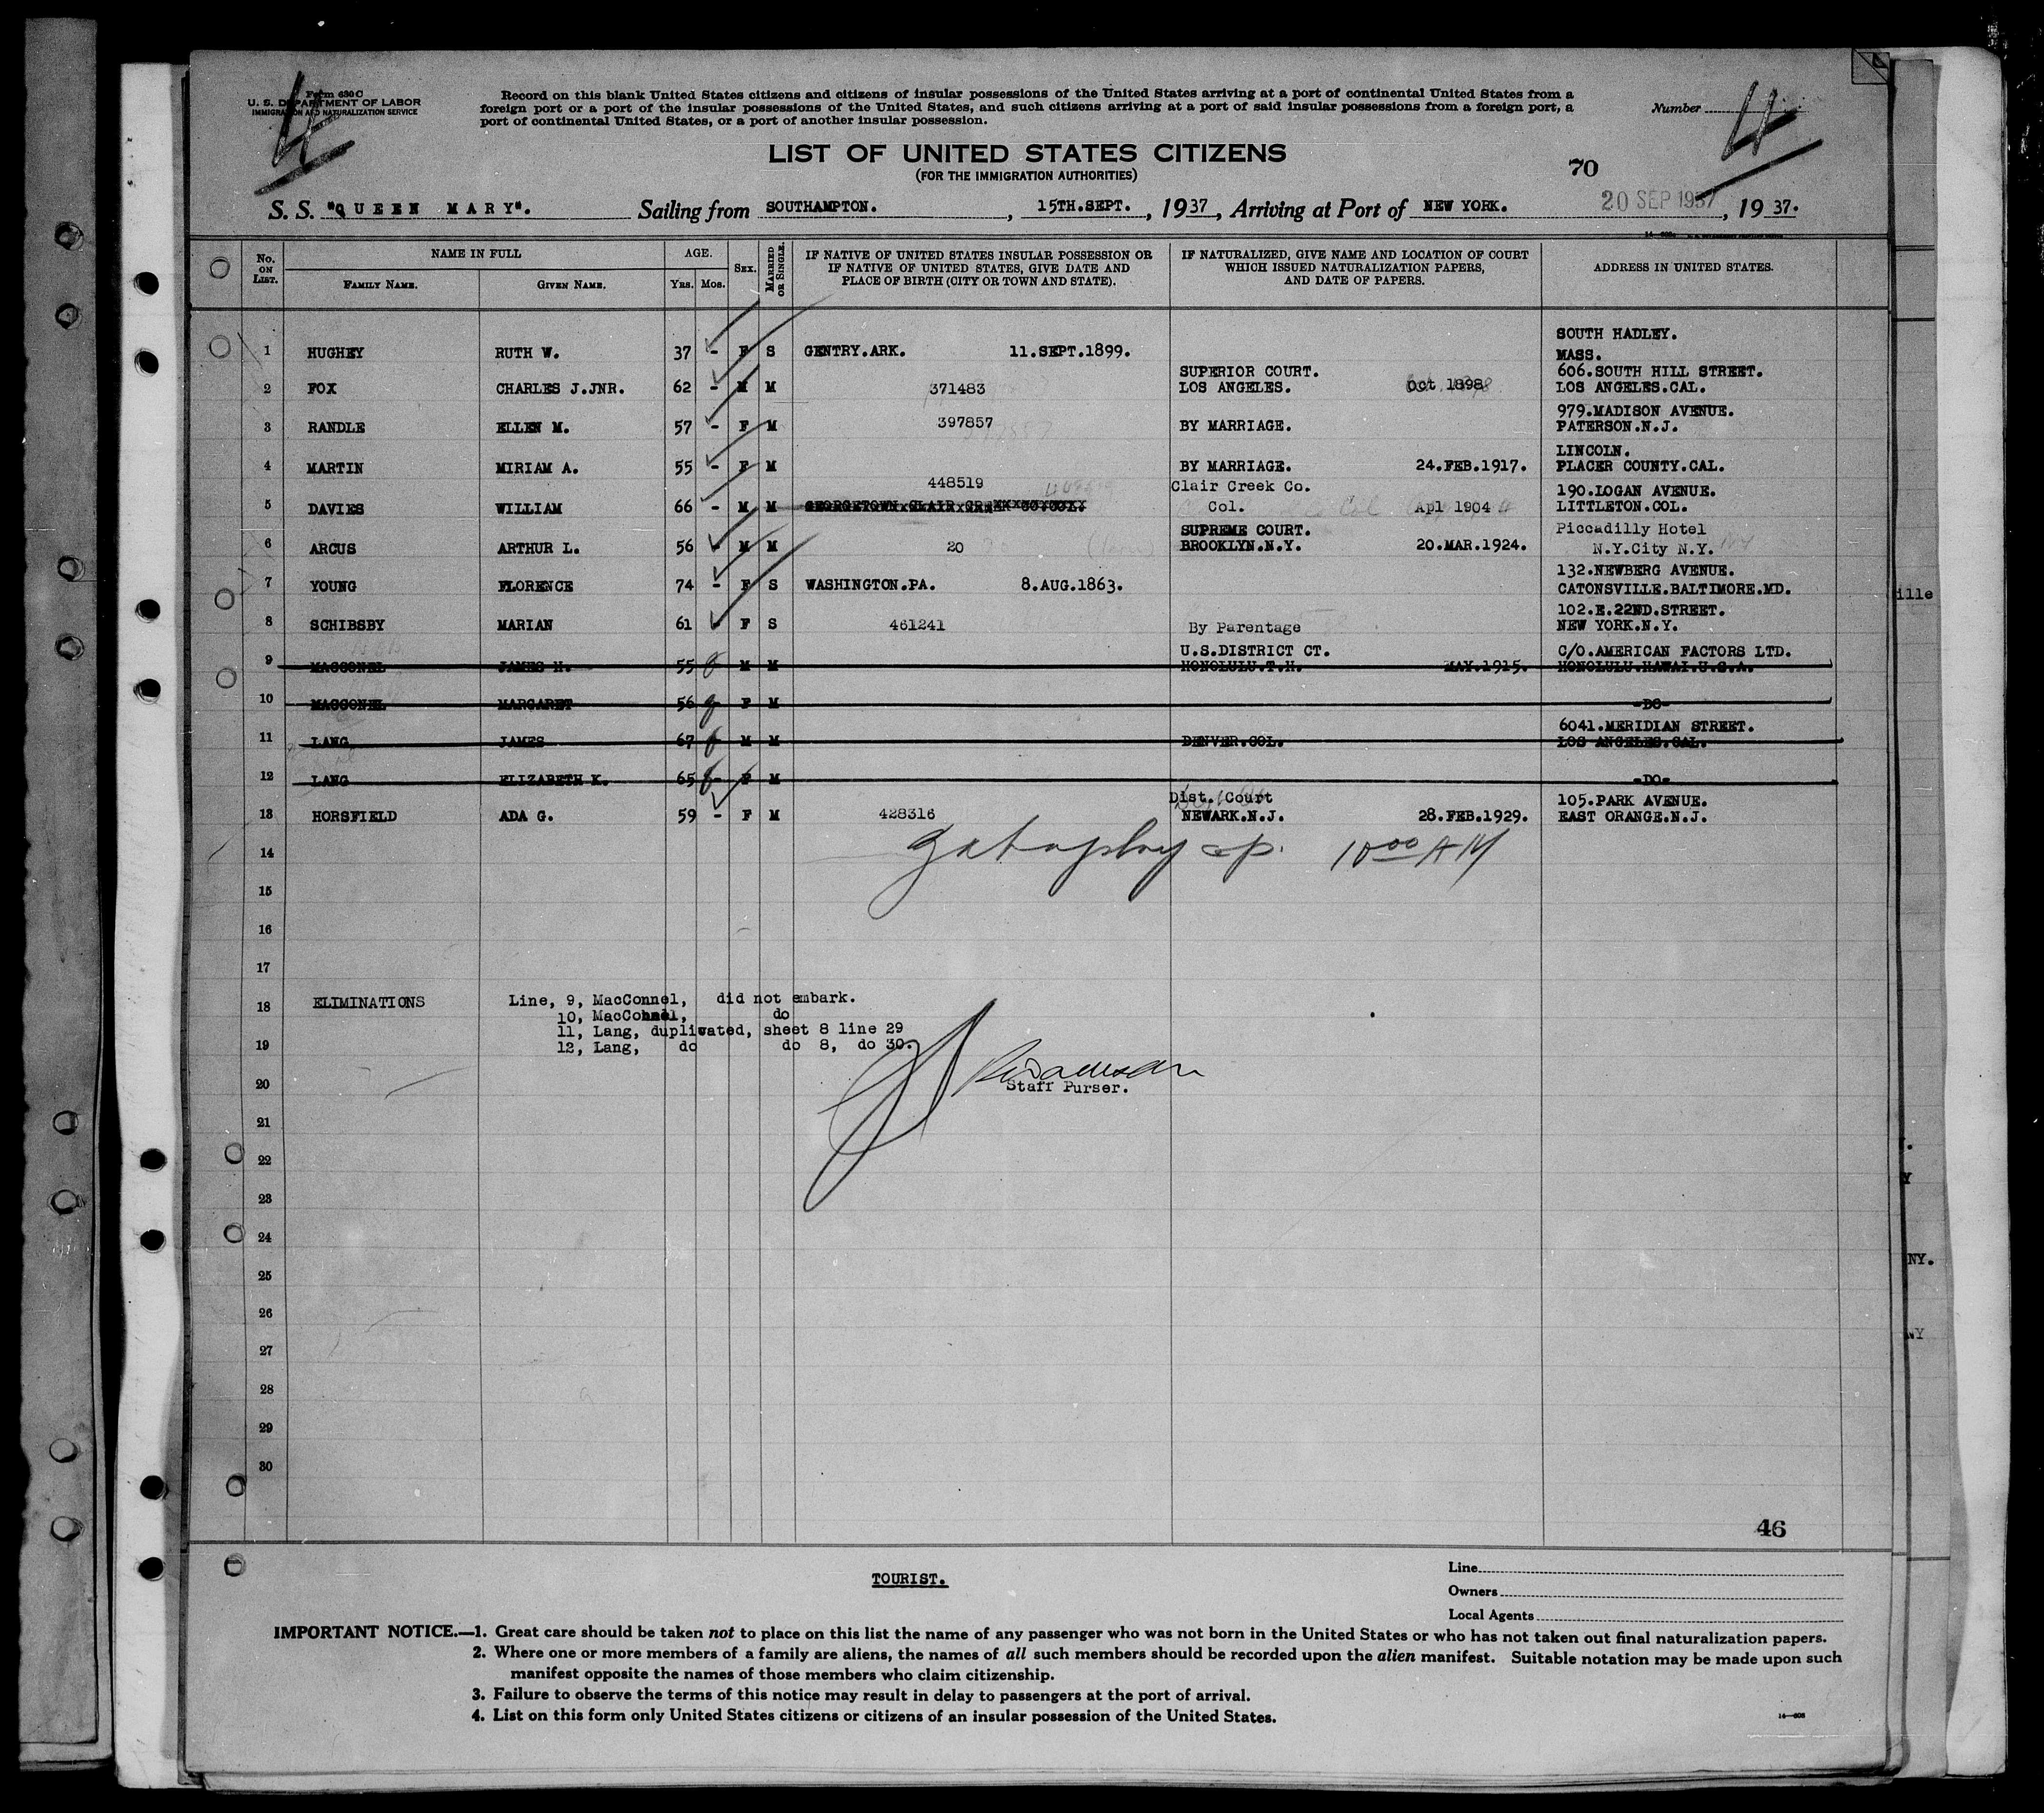 Form 630 C
U. S. DEPARTMENT OF LABOR
IMMIGRATION AND NATURALIZATION SERVICE
Record on this blank United States citizens and citizens of insular possessions of the United States arriving at a port of continental United States from a
foreign port or a port of the insular possessions of the United States, and such citizens arriving at a port of said insular possessions from a foreign port, a
port of continental United States, or a port of another insular possession.
Number
4
4
LIST OF UNITED STATES CITIZENS
(FOR THE IMMIGRATION AUTHORITIES)
70
S. S. "QUEEN MARY". Sailing from SOUTHAMPTON. , 15TH.SEPT. , 1937 , Arriving at Port of NEW YORK. 20 SEP 1937 , 19 37.
No. ON LIST. NAME IN FULL AGE. SEX. MARRIED OR SINGLE. IF NATIVE OF UNITED STATES INSULAR POSSESSION OR IF NATIVE OF UNITED STATES, GIVE DATE AND PLACE OF BIRTH (CITY OR TOWN AND STATE). IF NATURALIZED, GIVE NAME AND LOCATION OF COURT WHICH ISSUED NATURALIZATION PAPERS, AND DATE OF PAPERS. ADDRESS IN UNITED STATES.
FAMILY NAME. GIVEN NAME. YRS. MOS.
SOUTH HADLEY.
1 HUGHEY RUTH W. 37 - F S GENTRY.ARK. 11.SEPT.1899. MASS.
SUPERIOR COURT. 606.SOUTH HILL STREET.
2 FOX CHARLES J.JNR. 62 - M M 371483 LOS ANGELES. Oct 1898 LOS ANGELES.CAL.
979.MADISON AVENUE.
3 RANDLE ELLEN M. 57 - F M 397857 BY MARRIAGE. PATERSON.N.J.
LINCOLN.
4 MARTIN MIRIAM A. 55 - F M BY MARRIAGE. 24.FEB.1917. PLACER COUNTY.CAL.
448519 Clair Creek Co. 190.LOGAN AVENUE.
5 DAVIES WILLIAM 66 - M M GEORGETOWN CLAIR CREEK CO.COL. Col. Apl 1904 LITTLETON.COL.
SUPREME COURT. Piccadilly Hotel
6 ARCUS ARTHUR L. 56 - M M 20 BROOKLYN.N.Y. 20.MAR.1924. N.Y.City N.Y.
132.NEWBERG AVENUE.
7 YOUNG FLORENCE 74 - F S WASHINGTON.PA. 8.AUG.1863. CATONSVILLE.BALTIMORE.MD.
102.E.22ND.STREET.
8 SCHIBSBY MARIAN 61 - F S 461241 By Parentage NEW YORK.N.Y.
U.S.DISTRICT CT. C/O.AMERICAN FACTORS LTD.
9 MACCONEL JAMES H. 55 M M HONOLULU.T.H. MAY.1915. HONOLULU.HAWAI.U.S.A.
10 MACCONEL MARGARET 56 F M -DO-
6041.MERIDIAN STREET.
11 LANG JAMES 67 M M DENVER.COL. LOS ANGELES.CAL.
12 LANG ELIZABETH K. 65 - F M -DO-
Dist. Court 105.PARK AVENUE.
13 HORSFIELD ADA G. 59 - F M 428316 NEWARK.N.J. 28.FEB.1929. EAST ORANGE.N.J.
14 10 00 AM
15
16
17
18 ELIMINATIONS Line, 9, MacConnel, did not embark.
10, MacConnel, do
11, Lang, duplicated, sheet 8 line 29
19 12, Lang, do do 8, do 30.
20 Staff Purser.
21
22
23
24
25
26
27
28
29
30
46
TOURIST.
Line
Owners
Local Agents
IMPORTANT NOTICE.—1. Great care should be taken not to place on this list the name of any passenger who was not born in the United States or who has not taken out final naturalization papers.
2. Where one or more members of a family are aliens, the names of all such members should be recorded upon the alien manifest. Suitable notation may be made upon such
manifest opposite the names of those members who claim citizenship.
3. Failure to observe the terms of this notice may result in delay to passengers at the port of arrival.
4. List on this form only United States citizens or citizens of an insular possession of the United States.
14—608
ille
NY.
NY